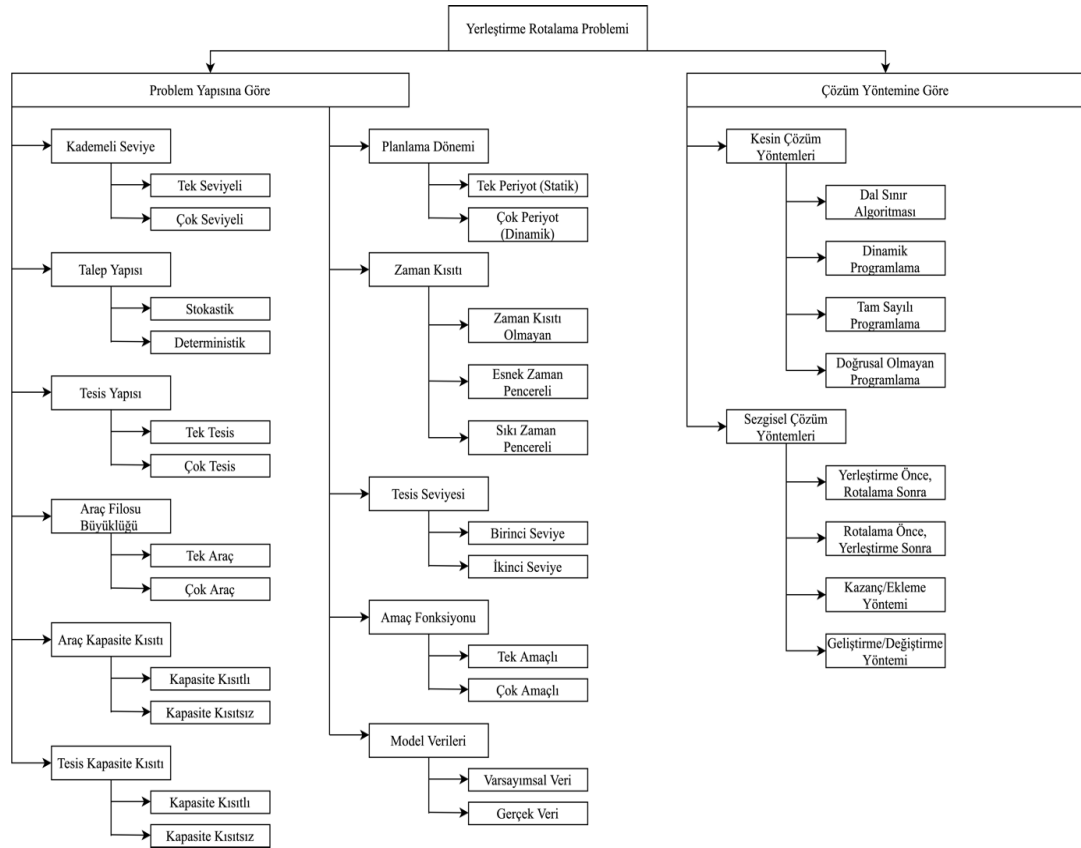 Yerleştirme Rotalama Problemi
Problem Yapısına Göre
Kademeli Seviye
Tek Seviyeli
Çok Seviyeli
Talep Yapısı
Stokastik
Deterministik
Tesis Yapısı
Tek Tesis
Çok Tesis
Araç Filosu
Büyüklüğü
Tek Araç
Çok Araç
Araç Kapasite Kısıtı
Kapasite Kısıtlı
Kapasite Kısıtsız
Tesis Kapasite Kısıtı
Kapasite Kısıtlı
Kapasite Kısıtsız
Planlama Dönemi
Tek Periyot (Statik)
Çok Periyot
(Dinamik)
Zaman Kısıtı
Zaman Kısıtı
Olmayan
Esnek Zaman
Pencereli
Sıkı Zaman
Pencereli
Tesis Seviyesi
Birinci Seviye
İkinci Seviye
Amaç Fonksiyonu
Tek Amaçlı
Çok Amaçlı
Model Verileri
Varsayımsal Veri
Gerçek Veri
Çözüm Yöntemine Göre
Kesin Çözüm
Yöntemleri
Dal Sınır
Algoritması
Dinamik
Programlama
Tam Sayılı
Programlama
Doğrusal Olmayan
Programlama
Sezgisel Çözüm
Yöntemleri
Yerleştirme Önce,
Rotalama Sonra
Rotalama Önce,
Yerleştirme Sonra
Kazanç/Ekleme
Yöntemi
Geliştirme/Değiştirme
Yöntemi